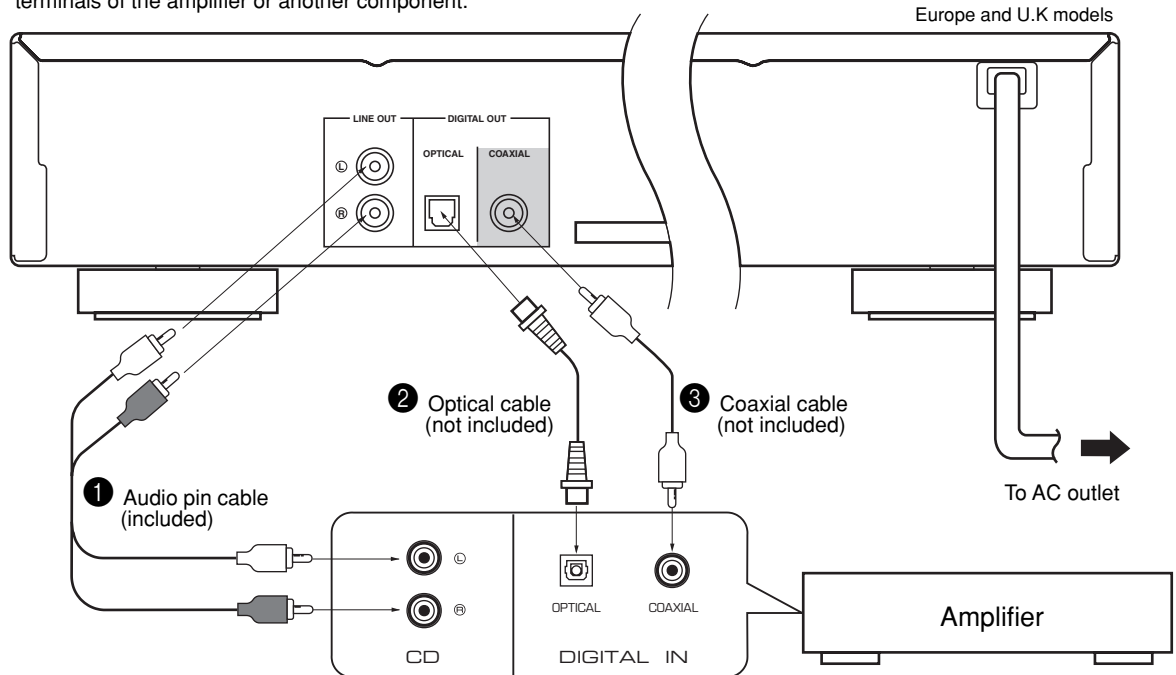 terminals of the amplifier or another component.
Europe and U.K models
LINE OUT
DIGITAL OUT
OPTICAL
COAXIAL
L
R
2 Optical cable
(not included)
3 Coaxial cable
(not included)
1 Audio pin cable
(included)
To AC outlet
L
R
OPTICAL
COAXIAL
CD
DIGITAL IN
Amplifier